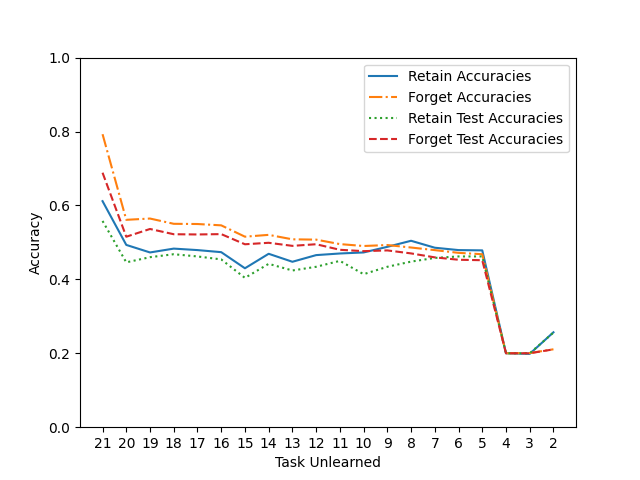 1.0
0.8
0.6
0.4
0.2
0.0
Accuracy
Retain Accuracies
Forget Accuracies
Retain Test Accuracies
Forget Test Accuracies
21 20 19 18 17 16 15 14 13 12 11 10 9 8 7 6 5 4 3 2
Task Unlearned